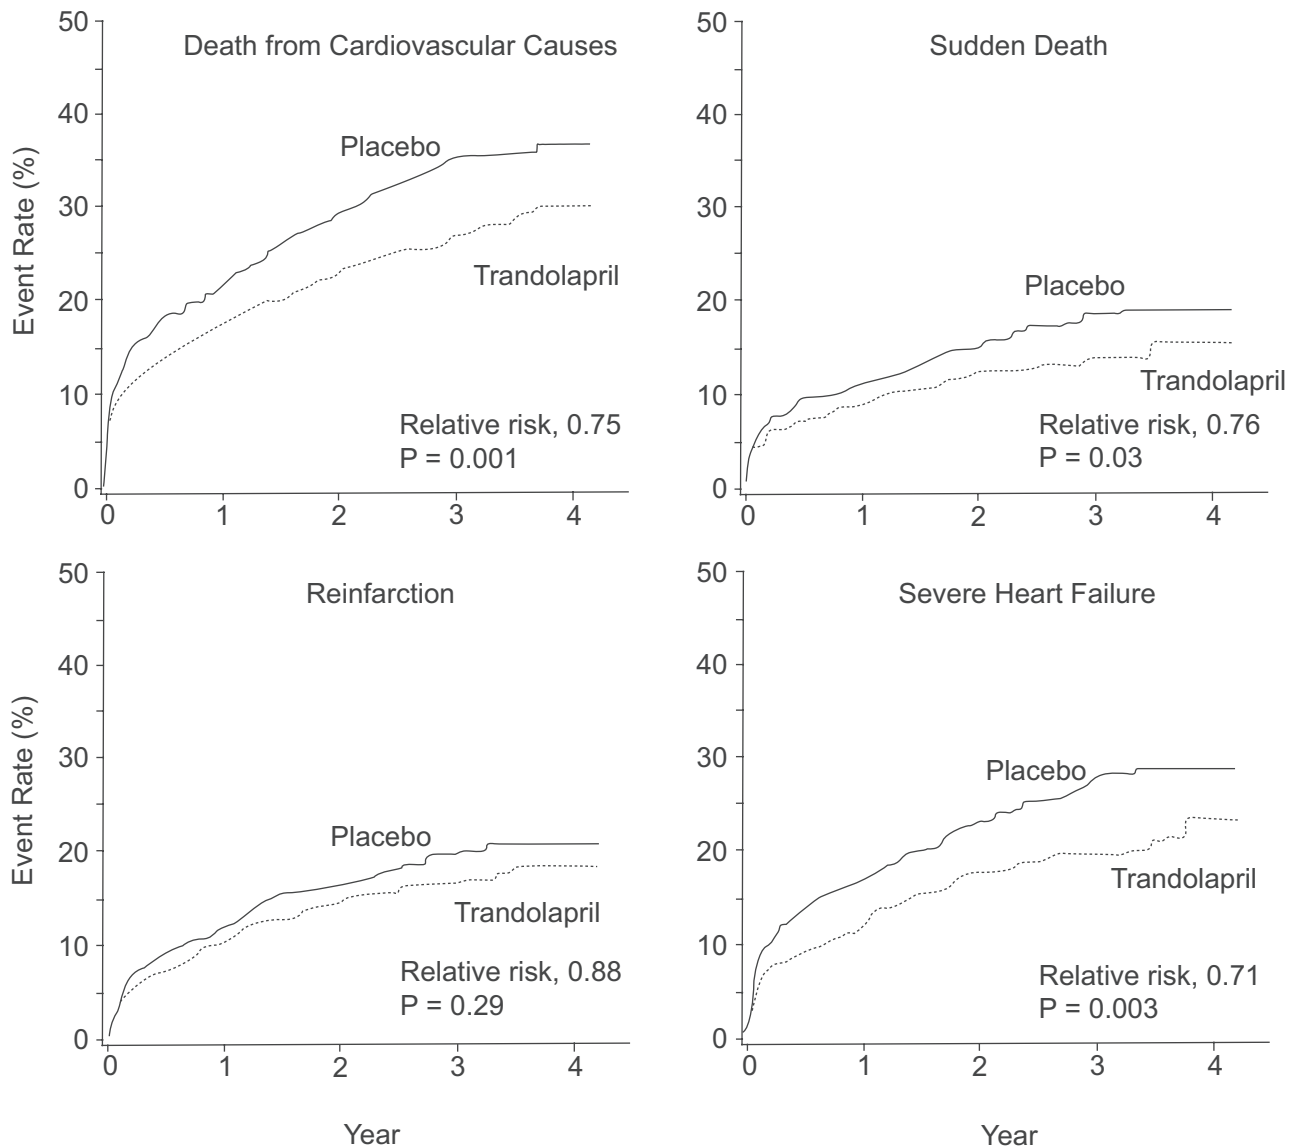 Death from Cardiovascular Causes
Event Rate (%)
50
40
30
20
10
0
Placebo
Trandolapril
Relative risk, 0.75
P = 0.001
0 1 2 3 4
Sudden Death
50
40
30
20
10
0
Placebo
Trandolapril
Relative risk, 0.76
P = 0.03
0 1 2 3 4
Reinfarction
Event Rate (%)
50
40
30
20
10
0
Placebo
Trandolapril
Relative risk, 0.88
P = 0.29
0 1 2 3 4
Year
Severe Heart Failure
50
40
30
20
10
0
Placebo
Trandolapril
Relative risk, 0.71
P = 0.003
0 1 2 3 4
Year